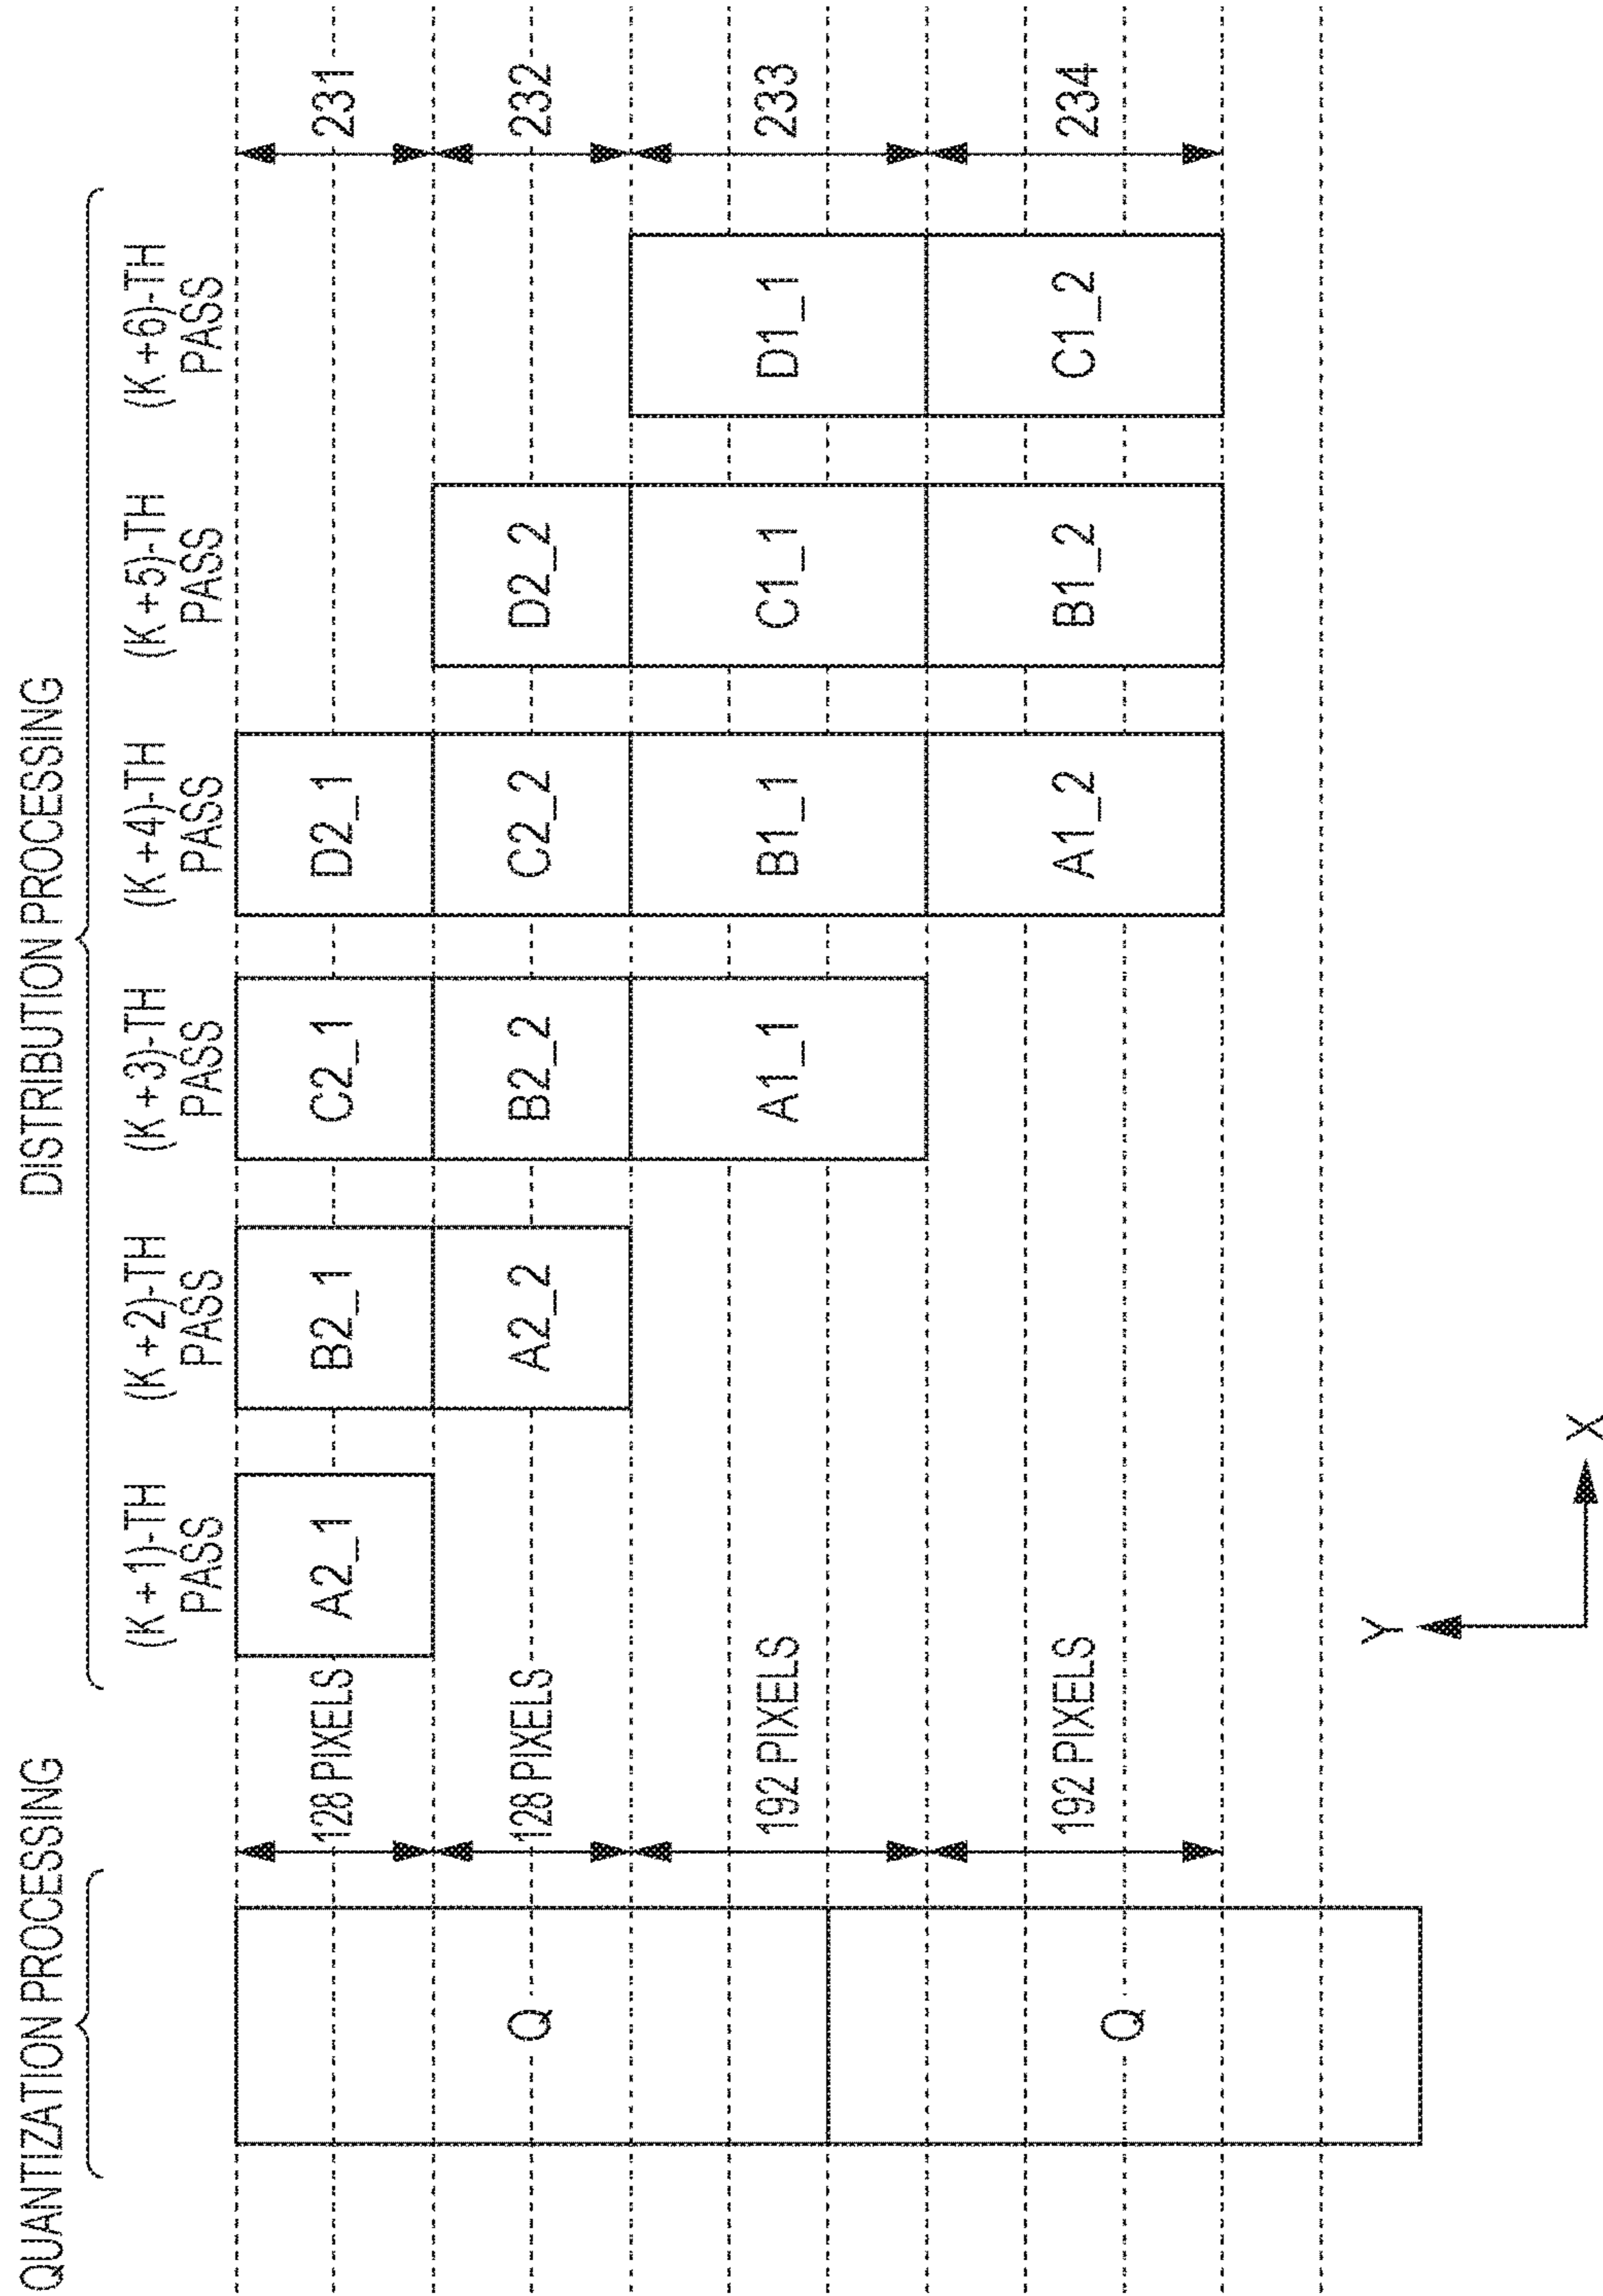 QUANTIZATION PROCESSING
DISTRIBUTION PROCESSING
(K+1)-TH
PASS
(K+2)-TH
PASS
(K+3)-TH
PASS
(K+4)-TH
PASS
(K+5)-TH
PASS
(K+6)-TH
PASS
128 PIXELS
A2_1
B2_1
C2_1
D2_1
231
128 PIXELS
A2_2
B2_2
C2_2
D2_2
232
Q
192 PIXELS
A1_1
B1_1
C1_1
D1_1
233
192 PIXELS
A1_2
B1_2
C1_2
234
Q
Y
X